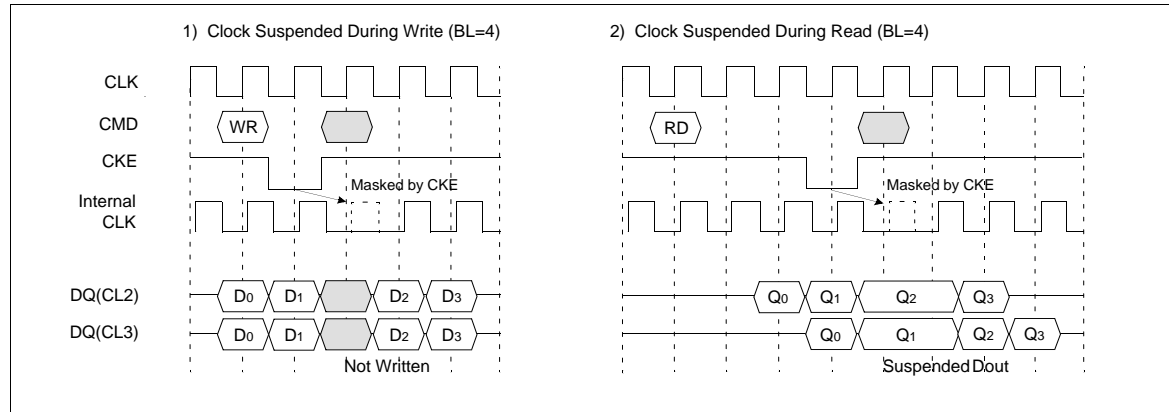 1) Clock Suspended During Write (BL=4)
2) Clock Suspended During Read (BL=4)
CLK
CMD
WR
RD
CKE
Masked by CKE
Masked by CKE
Internal
CLK
DQ(CL2)
D0 D1 D2 D3
Q0 Q1 Q2 Q3
DQ(CL3)
D0 D1 D2 D3
Q0 Q1 Q2 Q3
Not Written
Suspended Dout